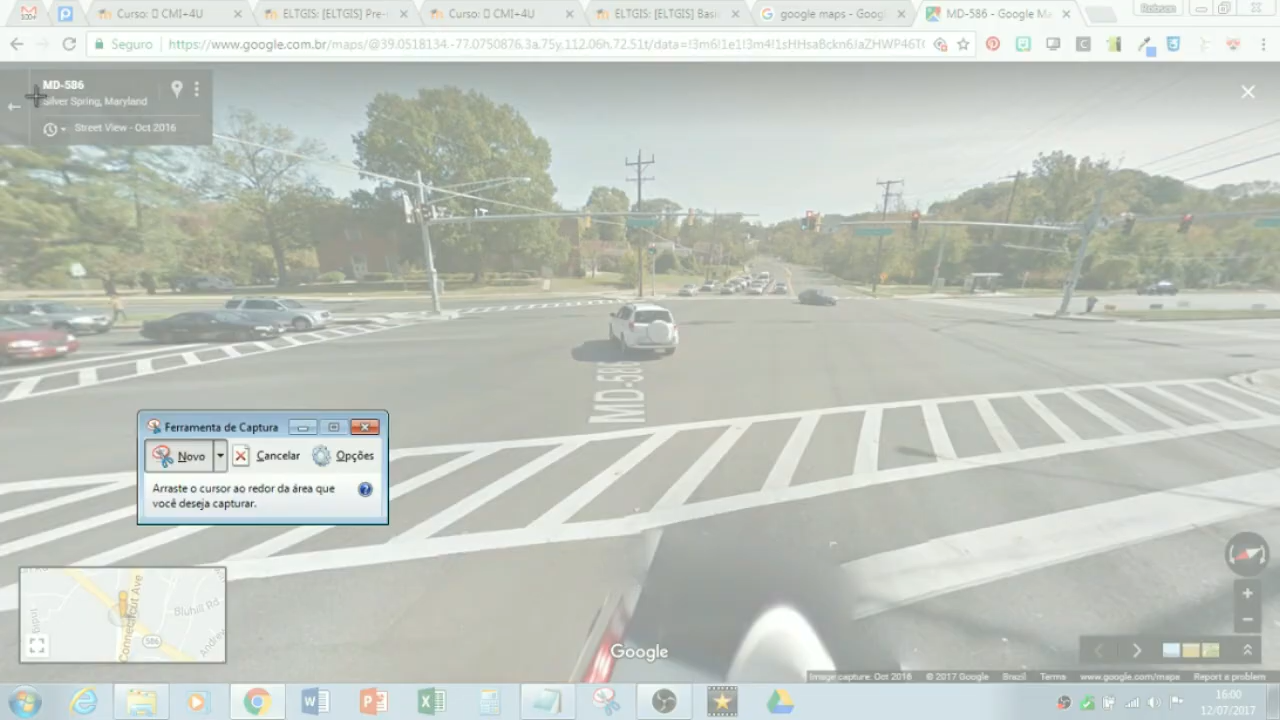 100+
Curso: CMI+4U
ELTGIS: [ELTGIS] Pre-
Curso: CMI+4U
ELTGIS: [ELTGIS] Basi
google maps - Goog
MD-586 - Google Ma
Robson
Seguro
https://www.google.com.br/maps/@39.0518134,-77.0750876,3a,75y,112.06h,72.51t/data=
MD-586
Silver Spring, Maryland
Street View - Oct 2016
MD-586
Ferramenta de Captura
Novo
Cancelar
Opções
Arraste o cursor ao redor da área que
você deseja capturar.
Connecticut Ave
Bluhill Rd
586
Google
Image capture: Oct 2016
© 2017 Google
Brazil
Terms
www.google.com/maps
Report a problem
16:00
12/07/2017